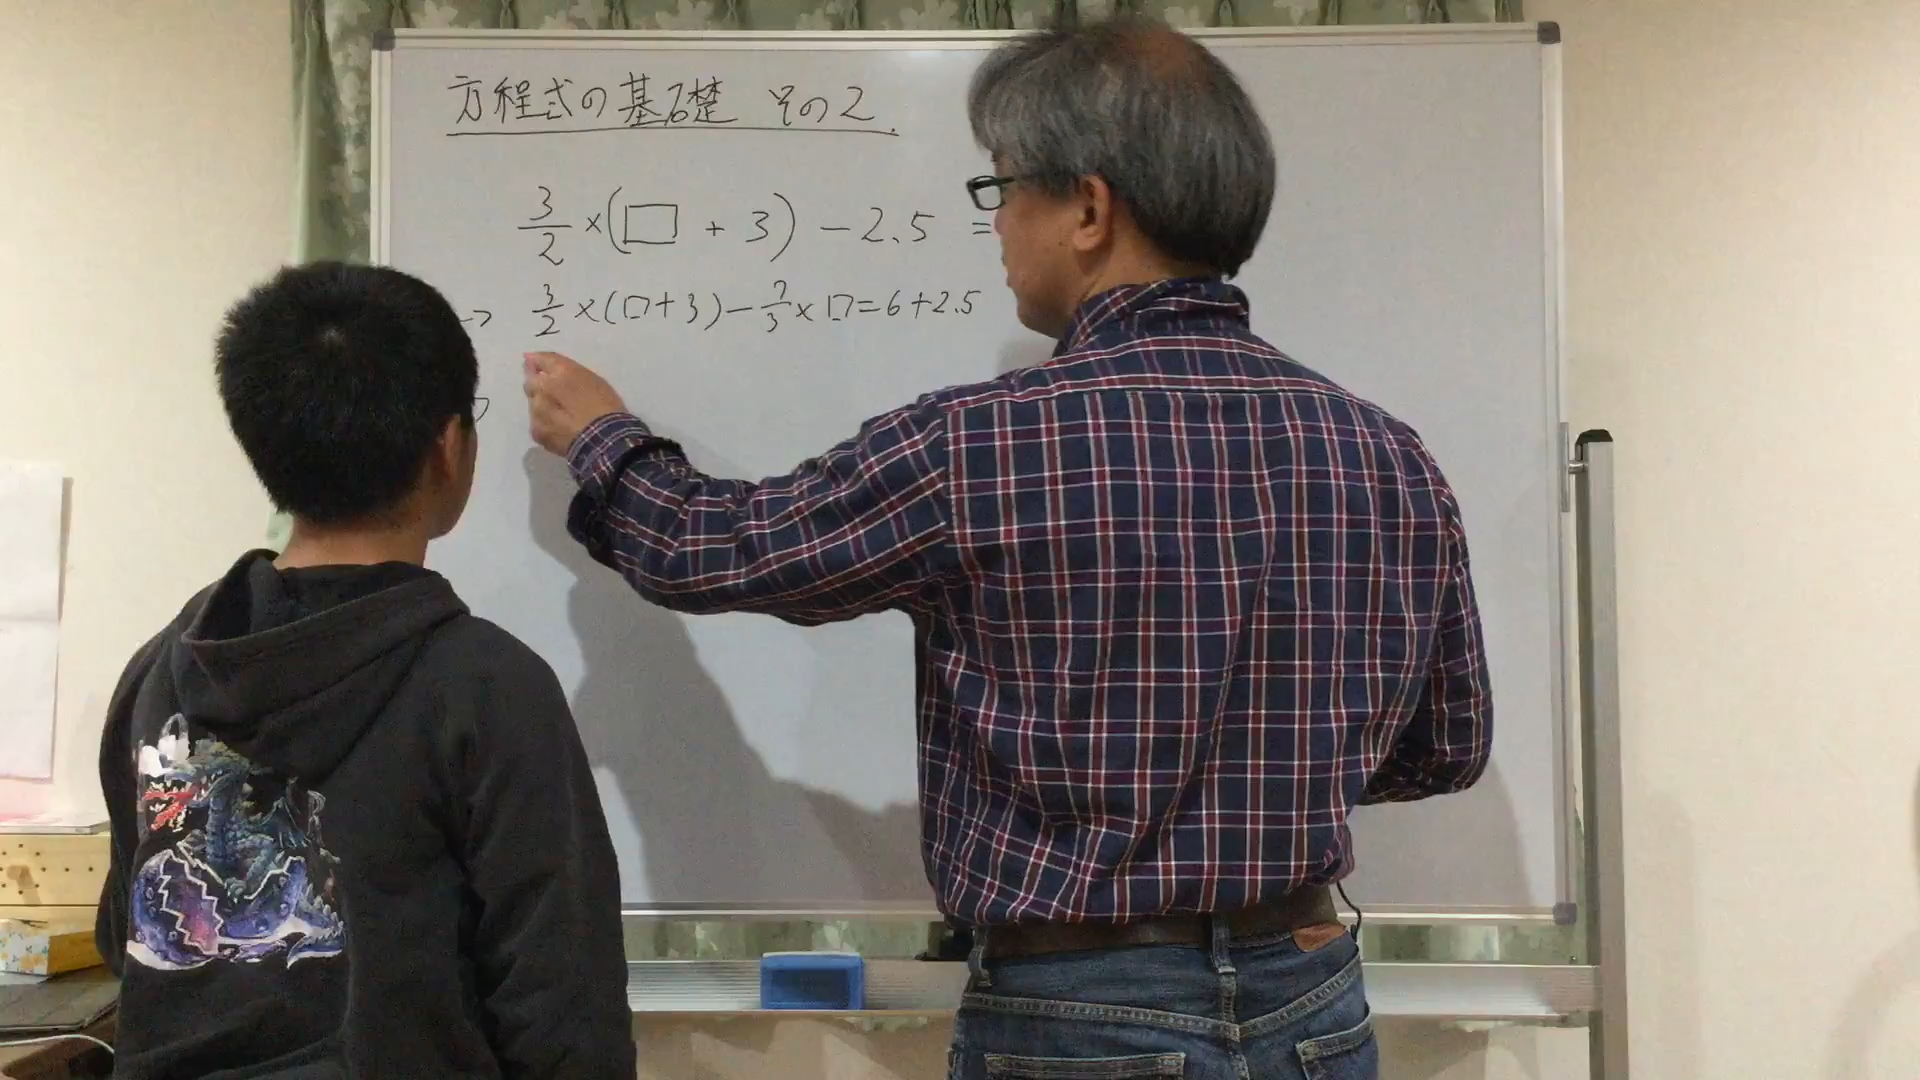 方程式の基礎 その2.
3/2 ×(□ + 3) − 2.5 =
→ 3/2 ×(□+3)−7/3×□=6+2.5